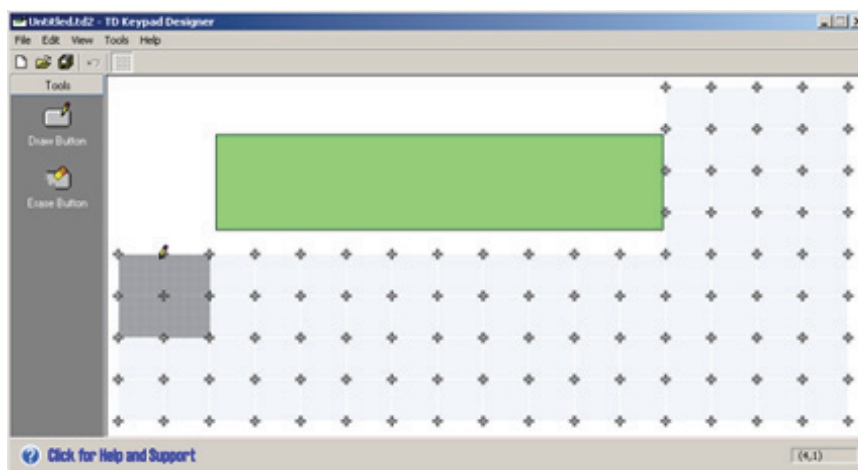 Untitled.td2 - TD Keypad Designer
File Edit View Tools Help
Tools
Draw Button
Erase Button
Click for Help and Support
(4,1)